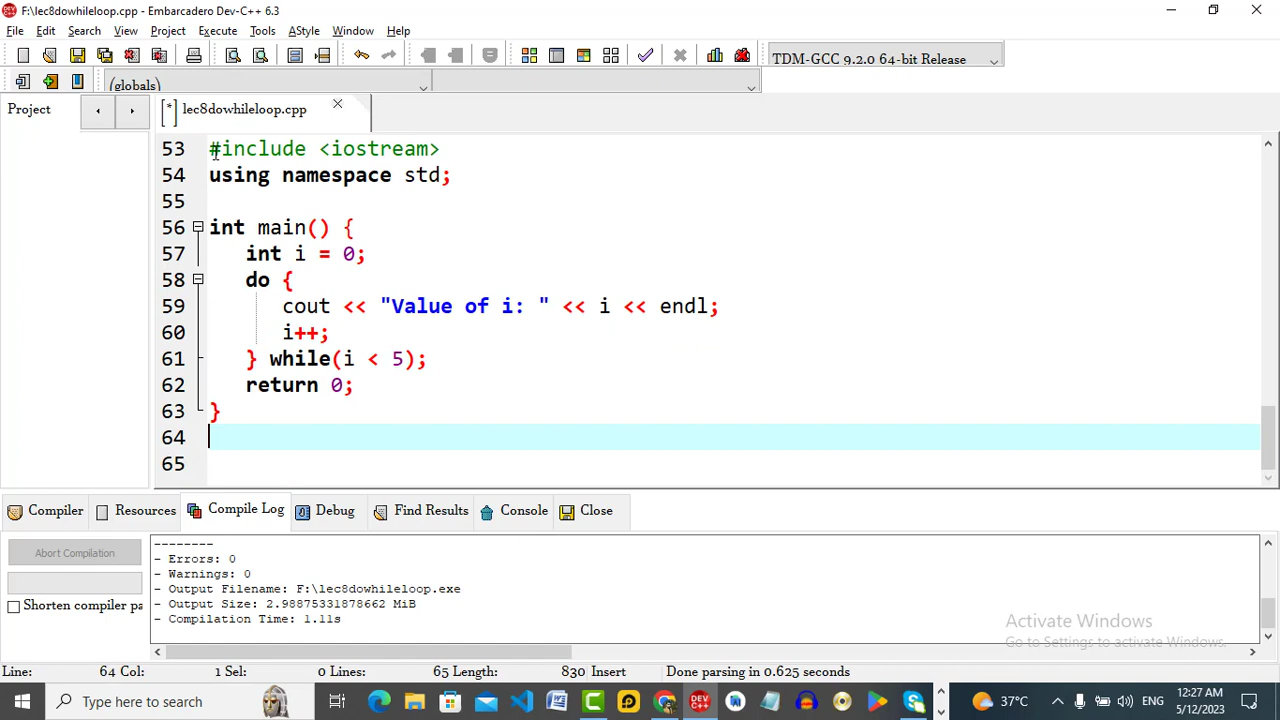 F:\lec8dowhileloop.cpp - Embarcadero Dev-C++ 6.3
File Edit Search View Project Execute Tools AStyle Window Help
TDM-GCC 9.2.0 64-bit Release
(globals)
Project
[*] lec8dowhileloop.cpp
53 #include <iostream>
54 using namespace std;
55
56 int main() {
57 int i = 0;
58 do {
59 cout << "Value of i: " << i << endl;
60 i++;
61 } while(i < 5);
62 return 0;
63 }
64
65
Compiler Resources Compile Log Debug Find Results Console Close
Abort Compilation
Shorten compiler pa
--------
- Errors: 0
- Warnings: 0
- Output Filename: F:\lec8dowhileloop.exe
- Output Size: 2.98875331878662 MiB
- Compilation Time: 1.11s
Activate Windows
Go to Settings to activate Windows.
Line: 64 Col: 1 Sel: 0 Lines: 65 Length: 830 Insert Done parsing in 0.625 seconds
Type here to search
DEV C++
37°C
ENG
12:27 AM
5/12/2023